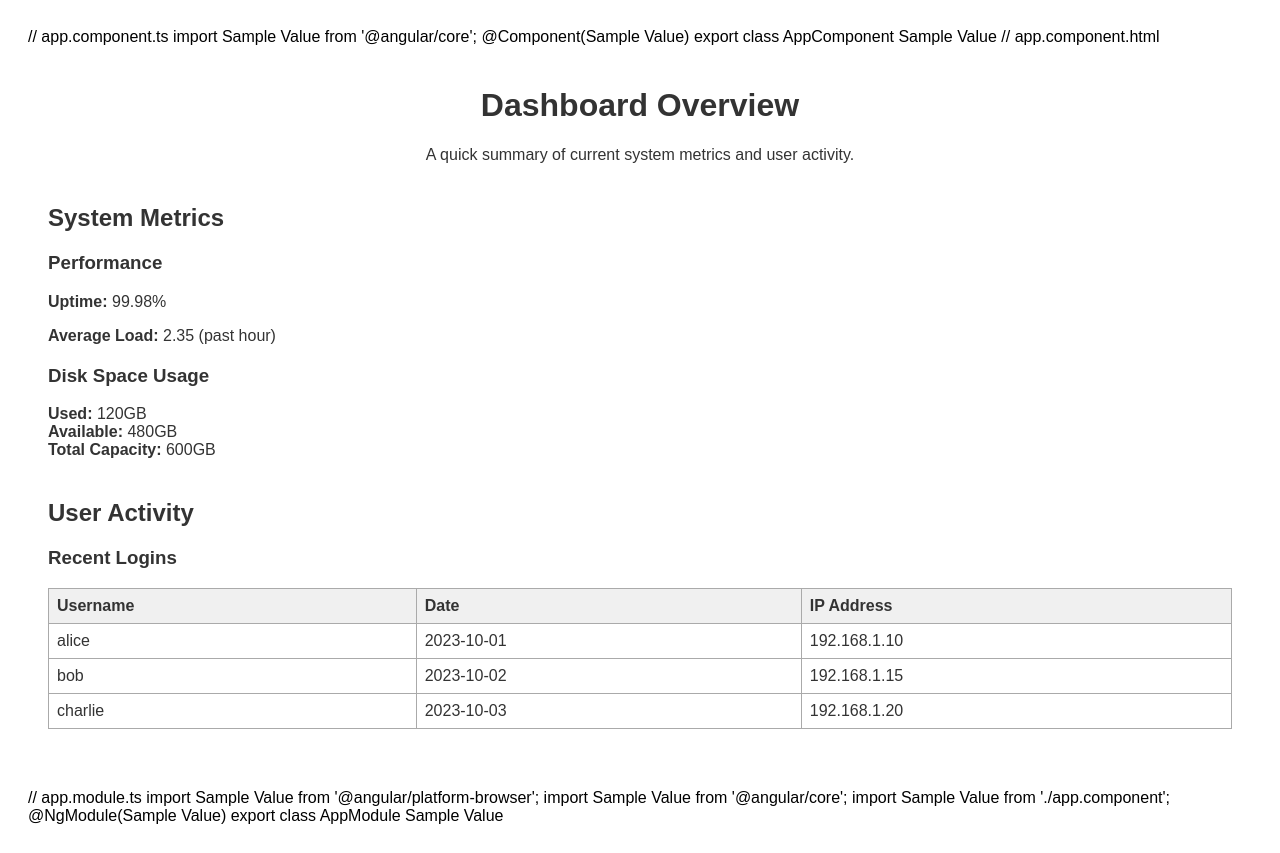 // app.component.ts import Sample Value from '@angular/core'; @Component(Sample Value) export class AppComponent Sample Value // app.component.html
Dashboard Overview
A quick summary of current system metrics and user activity.
System Metrics
Performance
Uptime: 99.98%
Average Load: 2.35 (past hour)
Disk Space Usage
Used: 120GB
Available: 480GB
Total Capacity: 600GB
User Activity
Recent Logins
Username Date IP Address
alice 2023-10-01 192.168.1.10
bob 2023-10-02 192.168.1.15
charlie 2023-10-03 192.168.1.20
// app.module.ts import Sample Value from '@angular/platform-browser'; import Sample Value from '@angular/core'; import Sample Value from './app.component';
@NgModule(Sample Value) export class AppModule Sample Value